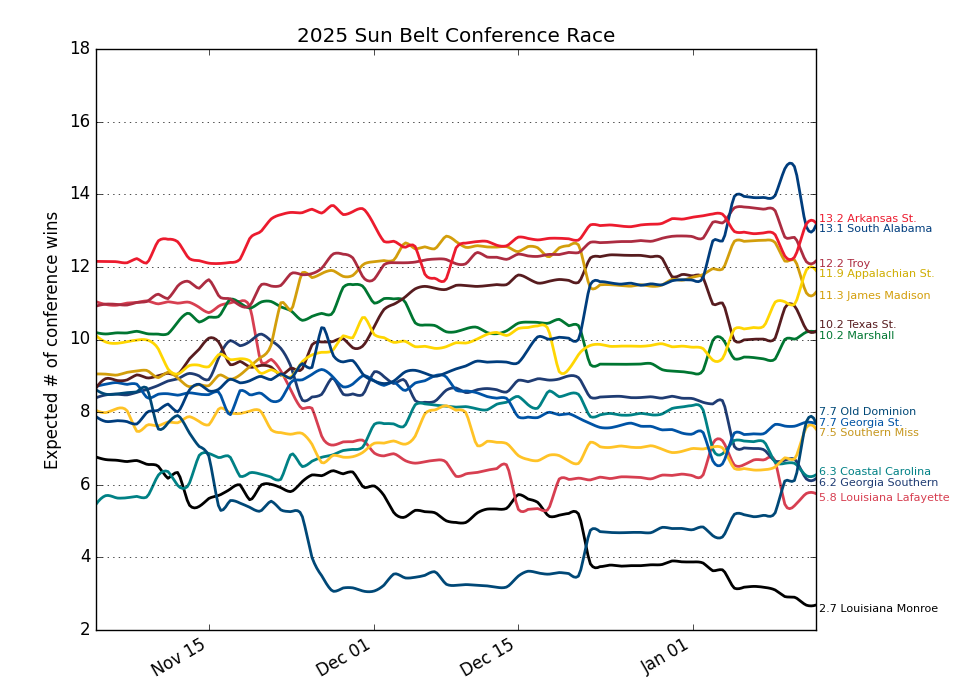 2025 Sun Belt Conference Race
Expected # of conference wins
18
16
14
12
10
8
6
4
2
Nov 15
Dec 01
Dec 15
Jan 01
13.2 Arkansas St.
13.1 South Alabama
12.2 Troy
11.9 Appalachian St.
11.3 James Madison
10.2 Texas St.
10.2 Marshall
7.7 Old Dominion
7.7 Georgia St.
7.5 Southern Miss
6.3 Coastal Carolina
6.2 Georgia Southern
5.8 Louisiana Lafayette
2.7 Louisiana Monroe